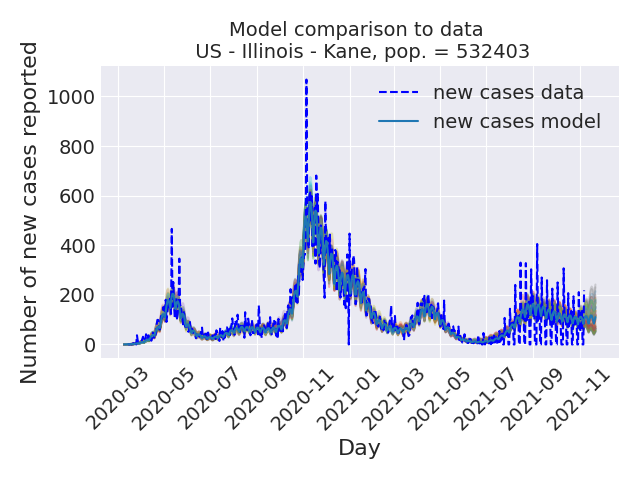 Model comparison to data
US - Illinois - Kane, pop. = 532403
Number of new cases reported
1000
800
600
400
200
0
new cases data
new cases model
2020-03
2020-05
2020-07
2020-09
2020-11
2021-01
2021-03
2021-05
2021-07
2021-09
2021-11
Day